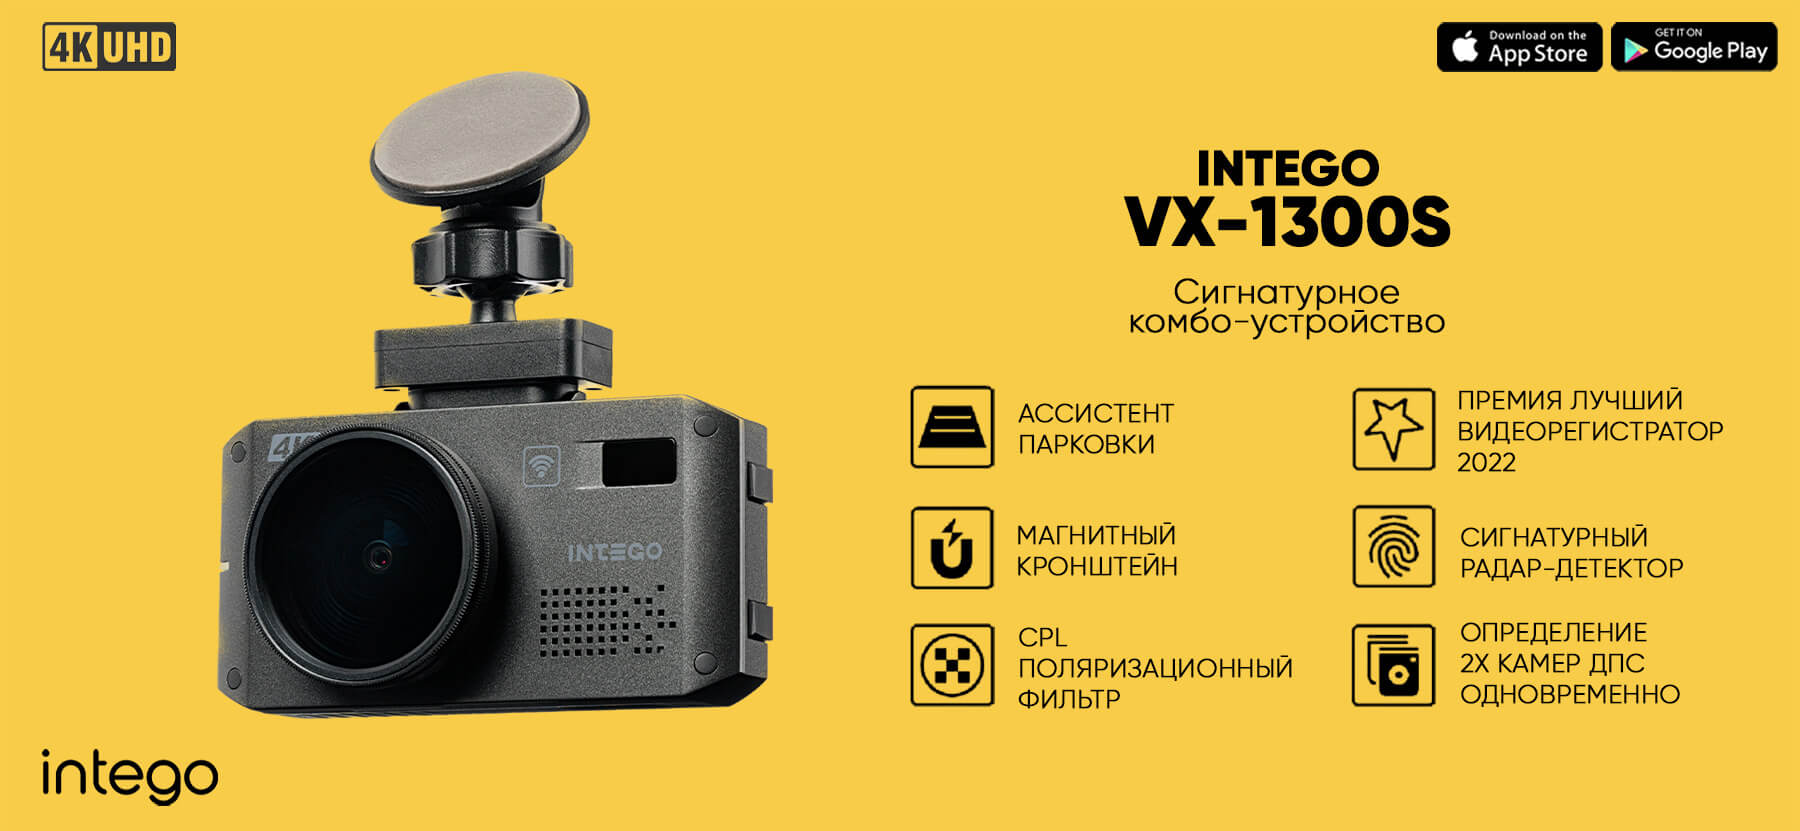 4K UHD
Download on the
App Store
GET IT ON
Google Play
INTEGO
VX-1300S
Сигнатурное
комбо-устройство
АССИСТЕНТ
ПАРКОВКИ
ПРЕМИЯ ЛУЧШИЙ
ВИДЕОРЕГИСТРАТОР
2022
МАГНИТНЫЙ
КРОНШТЕЙН
СИГНАТУРНЫЙ
РАДАР-ДЕТЕКТОР
CPL
ПОЛЯРИЗАЦИОННЫЙ
ФИЛЬТР
ОПРЕДЕЛЕНИЕ
2Х КАМЕР ДПС
ОДНОВРЕМЕННО
4K
INTEGO
intego